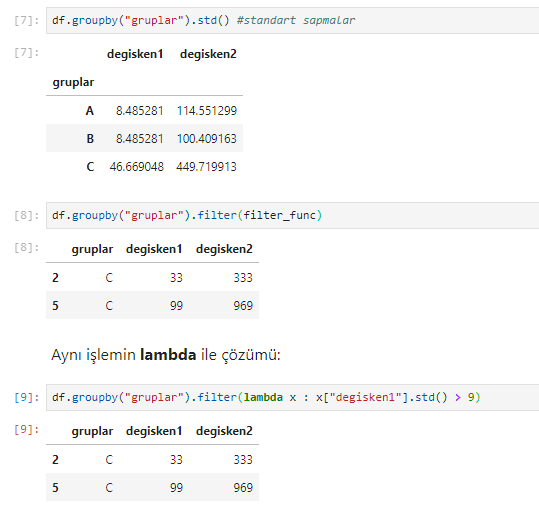 [7]: df.groupby("gruplar").std() #standart sapmalar
[7]:
degisken1 degisken2
gruplar
A 8.485281 114.551299
B 8.485281 100.409163
C 46.669048 449.719913
[8]: df.groupby("gruplar").filter(filter_func)
[8]: gruplar degisken1 degisken2
2 C 33 333
5 C 99 969
Aynı işlemin lambda ile çözümü:
[9]: df.groupby("gruplar").filter(lambda x : x["degisken1"].std() > 9)
[9]: gruplar degisken1 degisken2
2 C 33 333
5 C 99 969